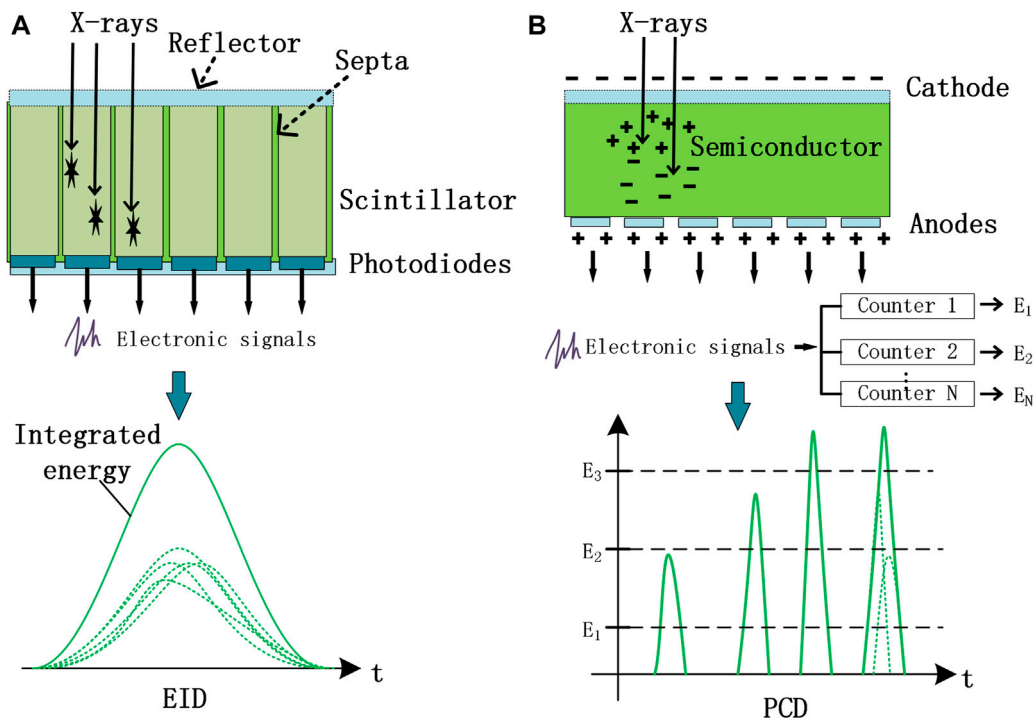 A
X-rays
Reflector
Septa
Scintillator
Photodiodes
Electronic signals
Integrated
energy
t
EID
B
X-rays
Cathode
Semiconductor
Anodes
Electronic signals
Counter 1
E1
Counter 2
E2
Counter N
EN
E3
E2
E1
t
PCD